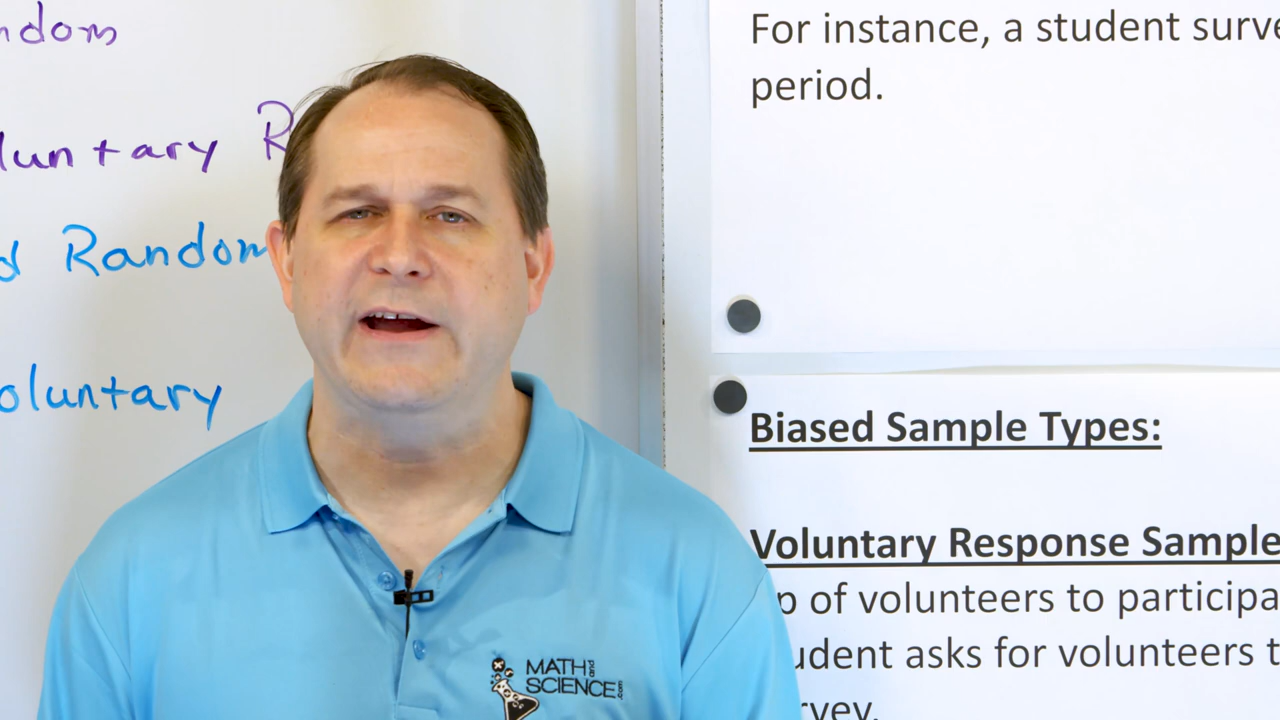 ndom
luntary R
d Random
oluntary
For instance, a student surve
period.
Biased Sample Types:
Voluntary Response Sample
p of volunteers to participa
udent asks for volunteers t
rvey.
MATH and
SCIENCE.com